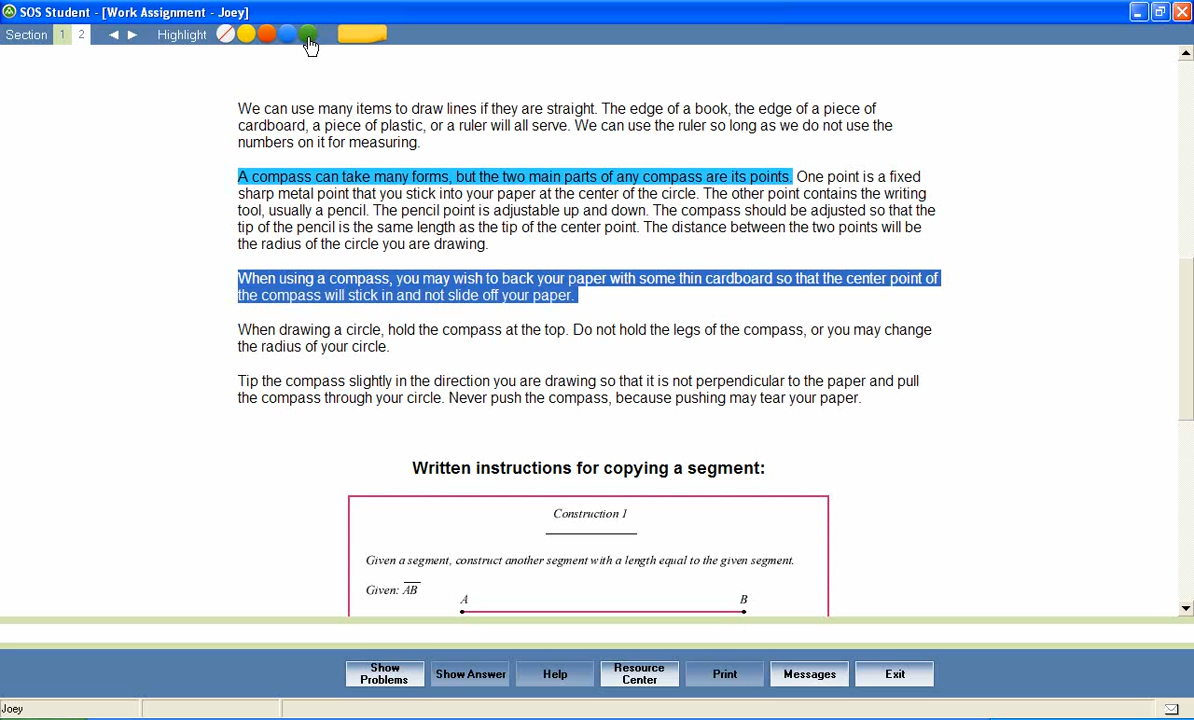 SOS Student - [Work Assignment - Joey]
Section 1 2 Highlight
We can use many items to draw lines if they are straight. The edge of a book, the edge of a piece of
cardboard, a piece of plastic, or a ruler will all serve. We can use the ruler so long as we do not use the
numbers on it for measuring.
A compass can take many forms, but the two main parts of any compass are its points. One point is a fixed
sharp metal point that you stick into your paper at the center of the circle. The other point contains the writing
tool, usually a pencil. The pencil point is adjustable up and down. The compass should be adjusted so that the
tip of the pencil is the same length as the tip of the center point. The distance between the two points will be
the radius of the circle you are drawing.
When using a compass, you may wish to back your paper with some thin cardboard so that the center point of
the compass will stick in and not slide off your paper.
When drawing a circle, hold the compass at the top. Do not hold the legs of the compass, or you may change
the radius of your circle.
Tip the compass slightly in the direction you are drawing so that it is not perpendicular to the paper and pull
the compass through your circle. Never push the compass, because pushing may tear your paper.
Written instructions for copying a segment:
Construction 1
Given a segment, construct another segment with a length equal to the given segment.
Given: AB
A B
Show Problems Show Answer Help Resource Center Print Messages Exit
Joey